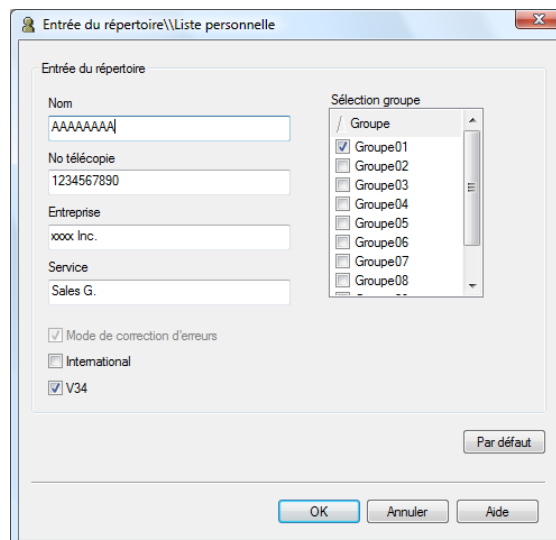 Entrée du répertoire\\Liste personnelle
Entrée du répertoire
Nom
AAAAAAAA
No télécopie
1234567890
Entreprise
xxxx Inc.
Service
Sales G.
Mode de correction d'erreurs
International
V34
Sélection groupe
Groupe
Groupe01
Groupe02
Groupe03
Groupe04
Groupe05
Groupe06
Groupe07
Groupe08
Par défaut
OK
Annuler
Aide